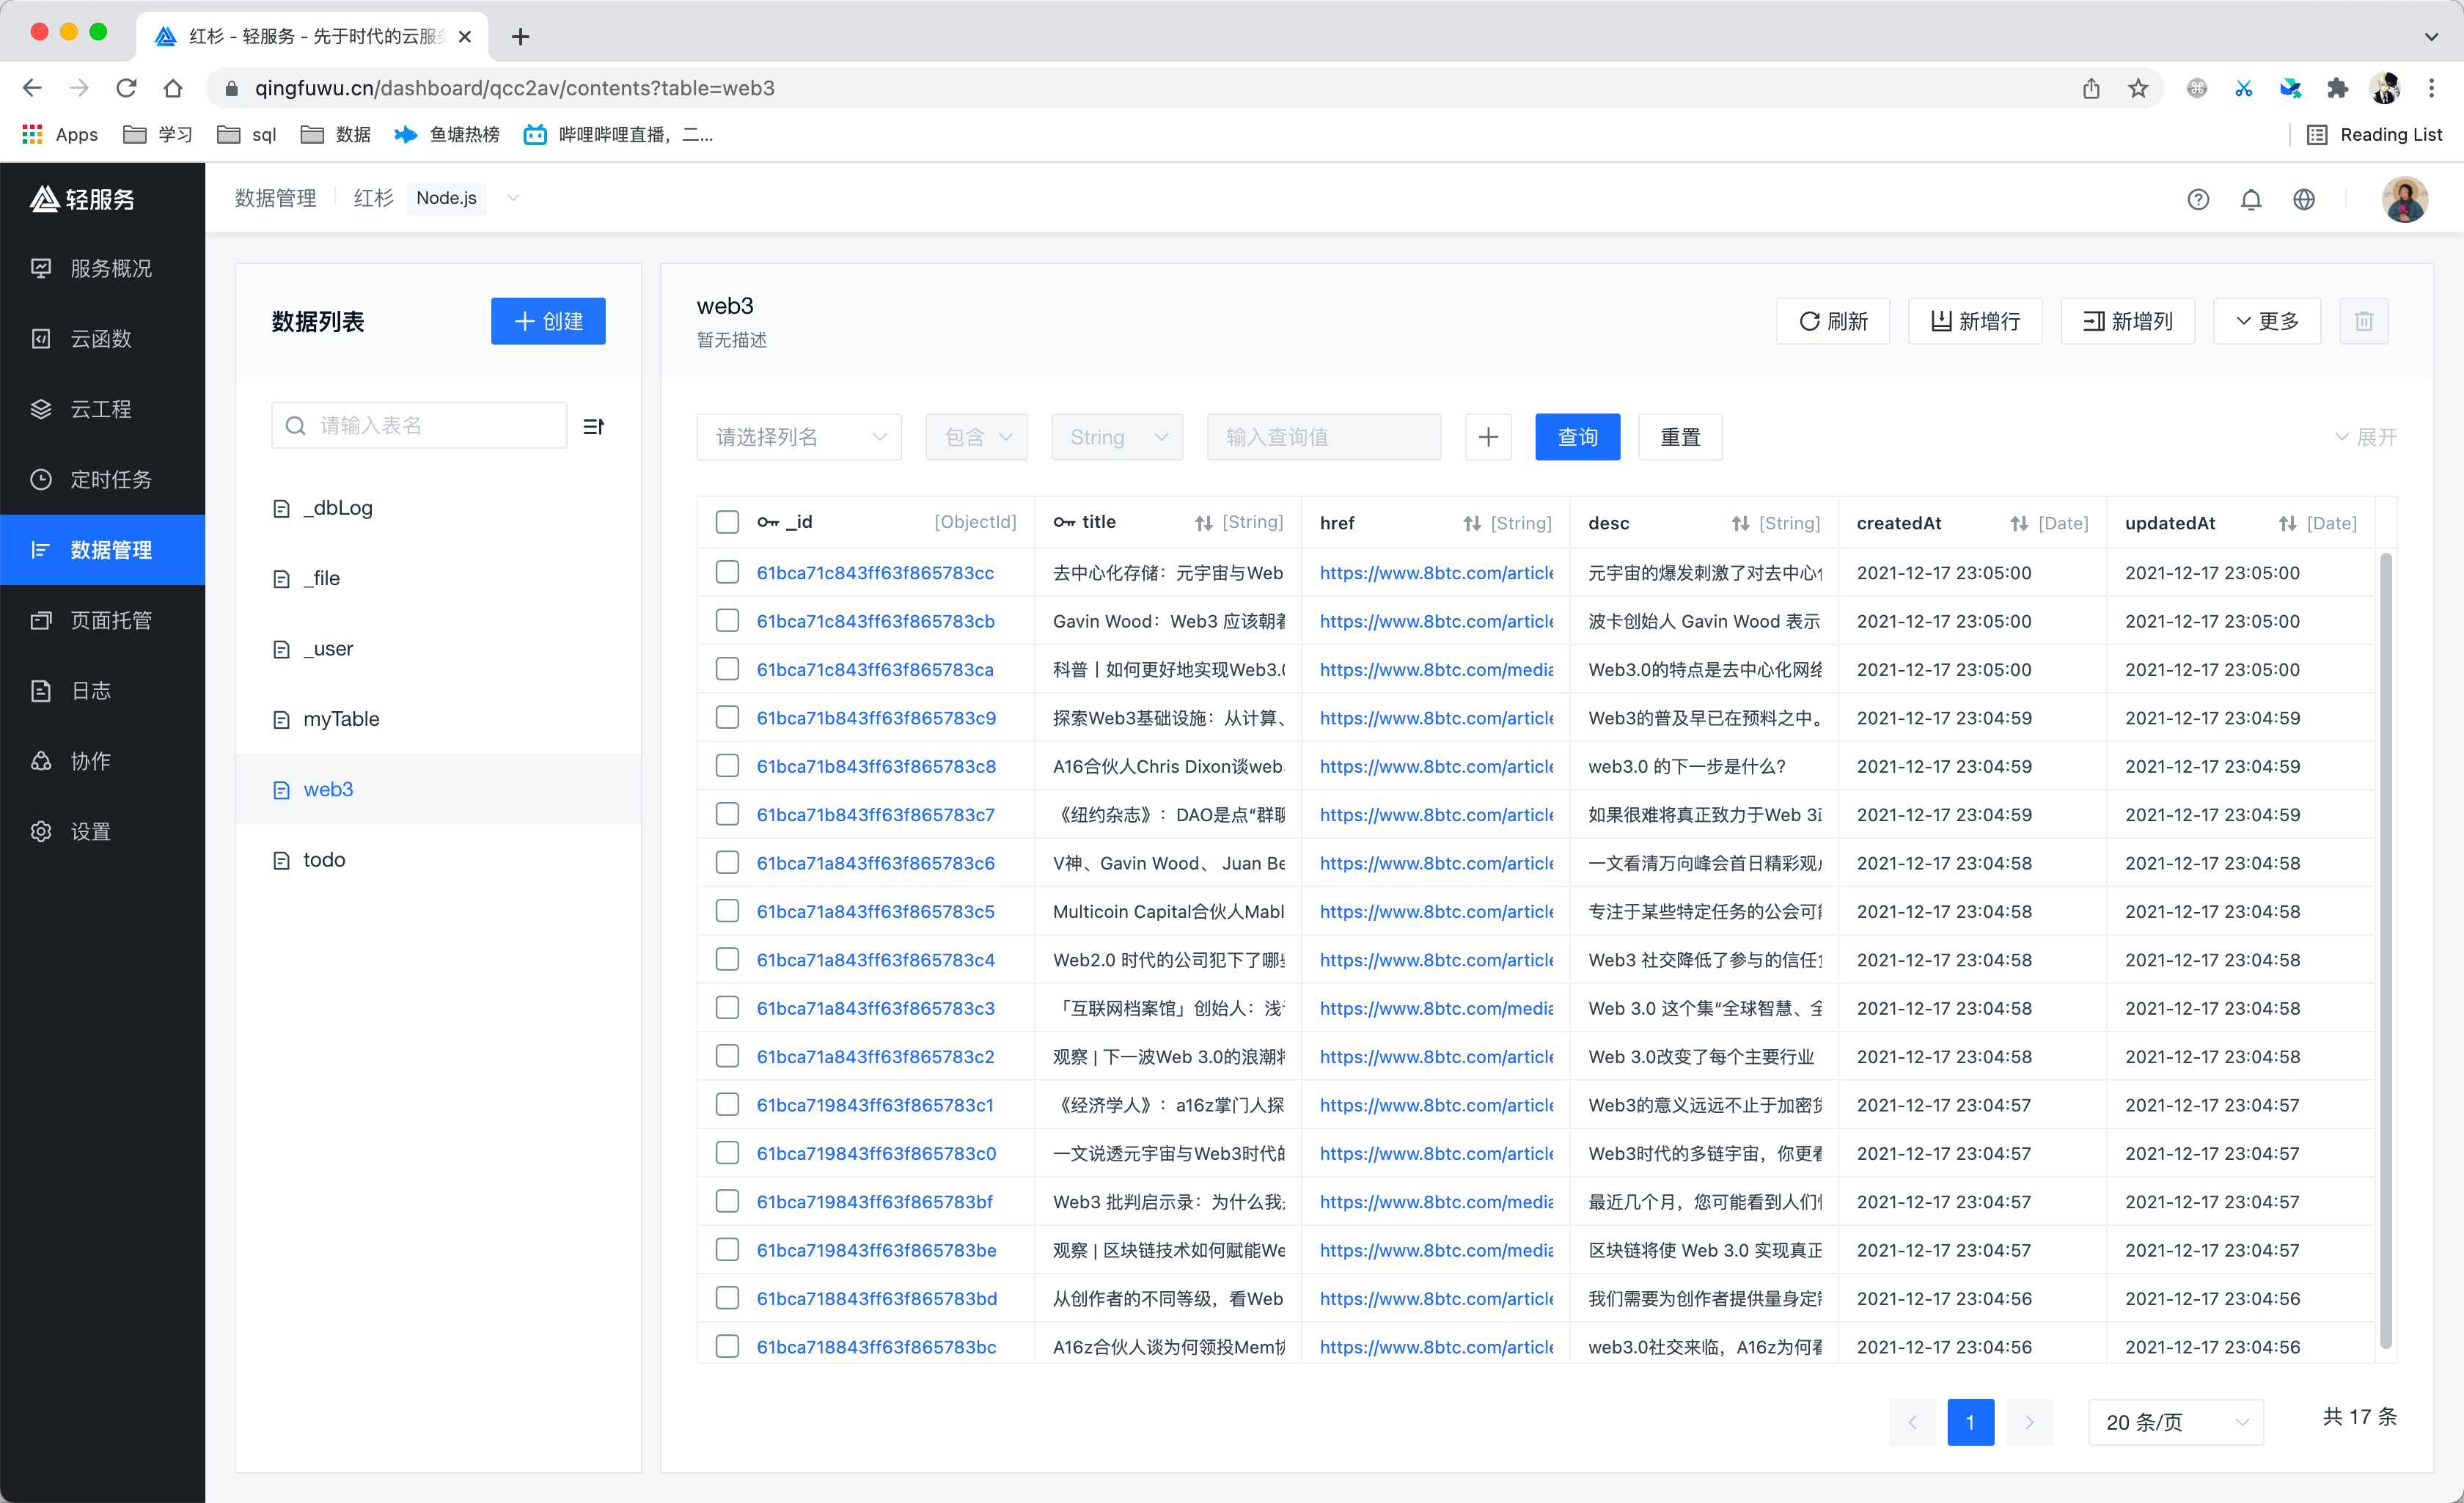 红杉 - 轻服务 - 先于时代的云服
qingfuwu.cn/dashboard/qcc2av/contents?table=web3
Apps 学习 sql 数据 鱼塘热榜 哔哩哔哩直播，二... Reading List
轻服务
服务概况
云函数
云工程
定时任务
数据管理
页面托管
日志
协作
设置
数据管理 红杉 Node.js
数据列表 创建
请输入表名
_dbLog
_file
_user
myTable
web3
todo
web3
暂无描述
刷新 新增行 新增列 更多
请选择列名 包含 String 输入查询值 查询 重置 展开
_id [ObjectId] title [String] href [String] desc [String] createdAt [Date] updatedAt [Date]
61bca71c843ff63f865783cc 去中心化存储：元宇宙与Web https://www.8btc.com/article 元宇宙的爆发刺激了对去中心 2021-12-17 23:05:00 2021-12-17 23:05:00
61bca71c843ff63f865783cb Gavin Wood：Web3 应该朝着 https://www.8btc.com/article 波卡创始人 Gavin Wood 表示 2021-12-17 23:05:00 2021-12-17 23:05:00
61bca71c843ff63f865783ca 科普丨如何更好地实现Web3.0 https://www.8btc.com/media Web3.0的特点是去中心化网络 2021-12-17 23:05:00 2021-12-17 23:05:00
61bca71b843ff63f865783c9 探索Web3基础设施：从计算、 https://www.8btc.com/article Web3的普及早已在预料之中。 2021-12-17 23:04:59 2021-12-17 23:04:59
61bca71b843ff63f865783c8 A16合伙人Chris Dixon谈web https://www.8btc.com/article web3.0 的下一步是什么? 2021-12-17 23:04:59 2021-12-17 23:04:59
61bca71b843ff63f865783c7 《纽约杂志》：DAO是点“群聊 https://www.8btc.com/article 如果很难将真正致力于Web 3 2021-12-17 23:04:59 2021-12-17 23:04:59
61bca71a843ff63f865783c6 V神、Gavin Wood、 Juan Be https://www.8btc.com/article 一文看清万向峰会首日精彩观点 2021-12-17 23:04:58 2021-12-17 23:04:58
61bca71a843ff63f865783c5 Multicoin Capital合伙人Mabl https://www.8btc.com/article 专注于某些特定任务的公会可能 2021-12-17 23:04:58 2021-12-17 23:04:58
61bca71a843ff63f865783c4 Web2.0 时代的公司犯下了哪些 https://www.8btc.com/article Web3 社交降低了参与的信任 2021-12-17 23:04:58 2021-12-17 23:04:58
61bca71a843ff63f865783c3 「互联网档案馆」创始人：浅 https://www.8btc.com/media Web 3.0 这个集“全球智慧、全 2021-12-17 23:04:58 2021-12-17 23:04:58
61bca71a843ff63f865783c2 观察 | 下一波Web 3.0的浪潮将 https://www.8btc.com/article Web 3.0改变了每个主要行业 2021-12-17 23:04:58 2021-12-17 23:04:58
61bca719843ff63f865783c1 《经济学人》：a16z掌门人探 https://www.8btc.com/article Web3的意义远远不止于加密货 2021-12-17 23:04:57 2021-12-17 23:04:57
61bca719843ff63f865783c0 一文说透元宇宙与Web3时代的 https://www.8btc.com/article Web3时代的多链宇宙，你更看 2021-12-17 23:04:57 2021-12-17 23:04:57
61bca719843ff63f865783bf Web3 批判启示录：为什么我 https://www.8btc.com/media 最近几个月，您可能看到人们 2021-12-17 23:04:57 2021-12-17 23:04:57
61bca719843ff63f865783be 观察 | 区块链技术如何赋能We https://www.8btc.com/media 区块链将使 Web 3.0 实现真正 2021-12-17 23:04:57 2021-12-17 23:04:57
61bca718843ff63f865783bd 从创作者的不同等级，看Web https://www.8btc.com/article 我们需要为创作者提供量身定制 2021-12-17 23:04:56 2021-12-17 23:04:56
61bca718843ff63f865783bc A16z合伙人谈为何领投Mem协 https://www.8btc.com/article web3.0社交来临，A16z为何看 2021-12-17 23:04:56 2021-12-17 23:04:56
1 20 条/页 共 17 条